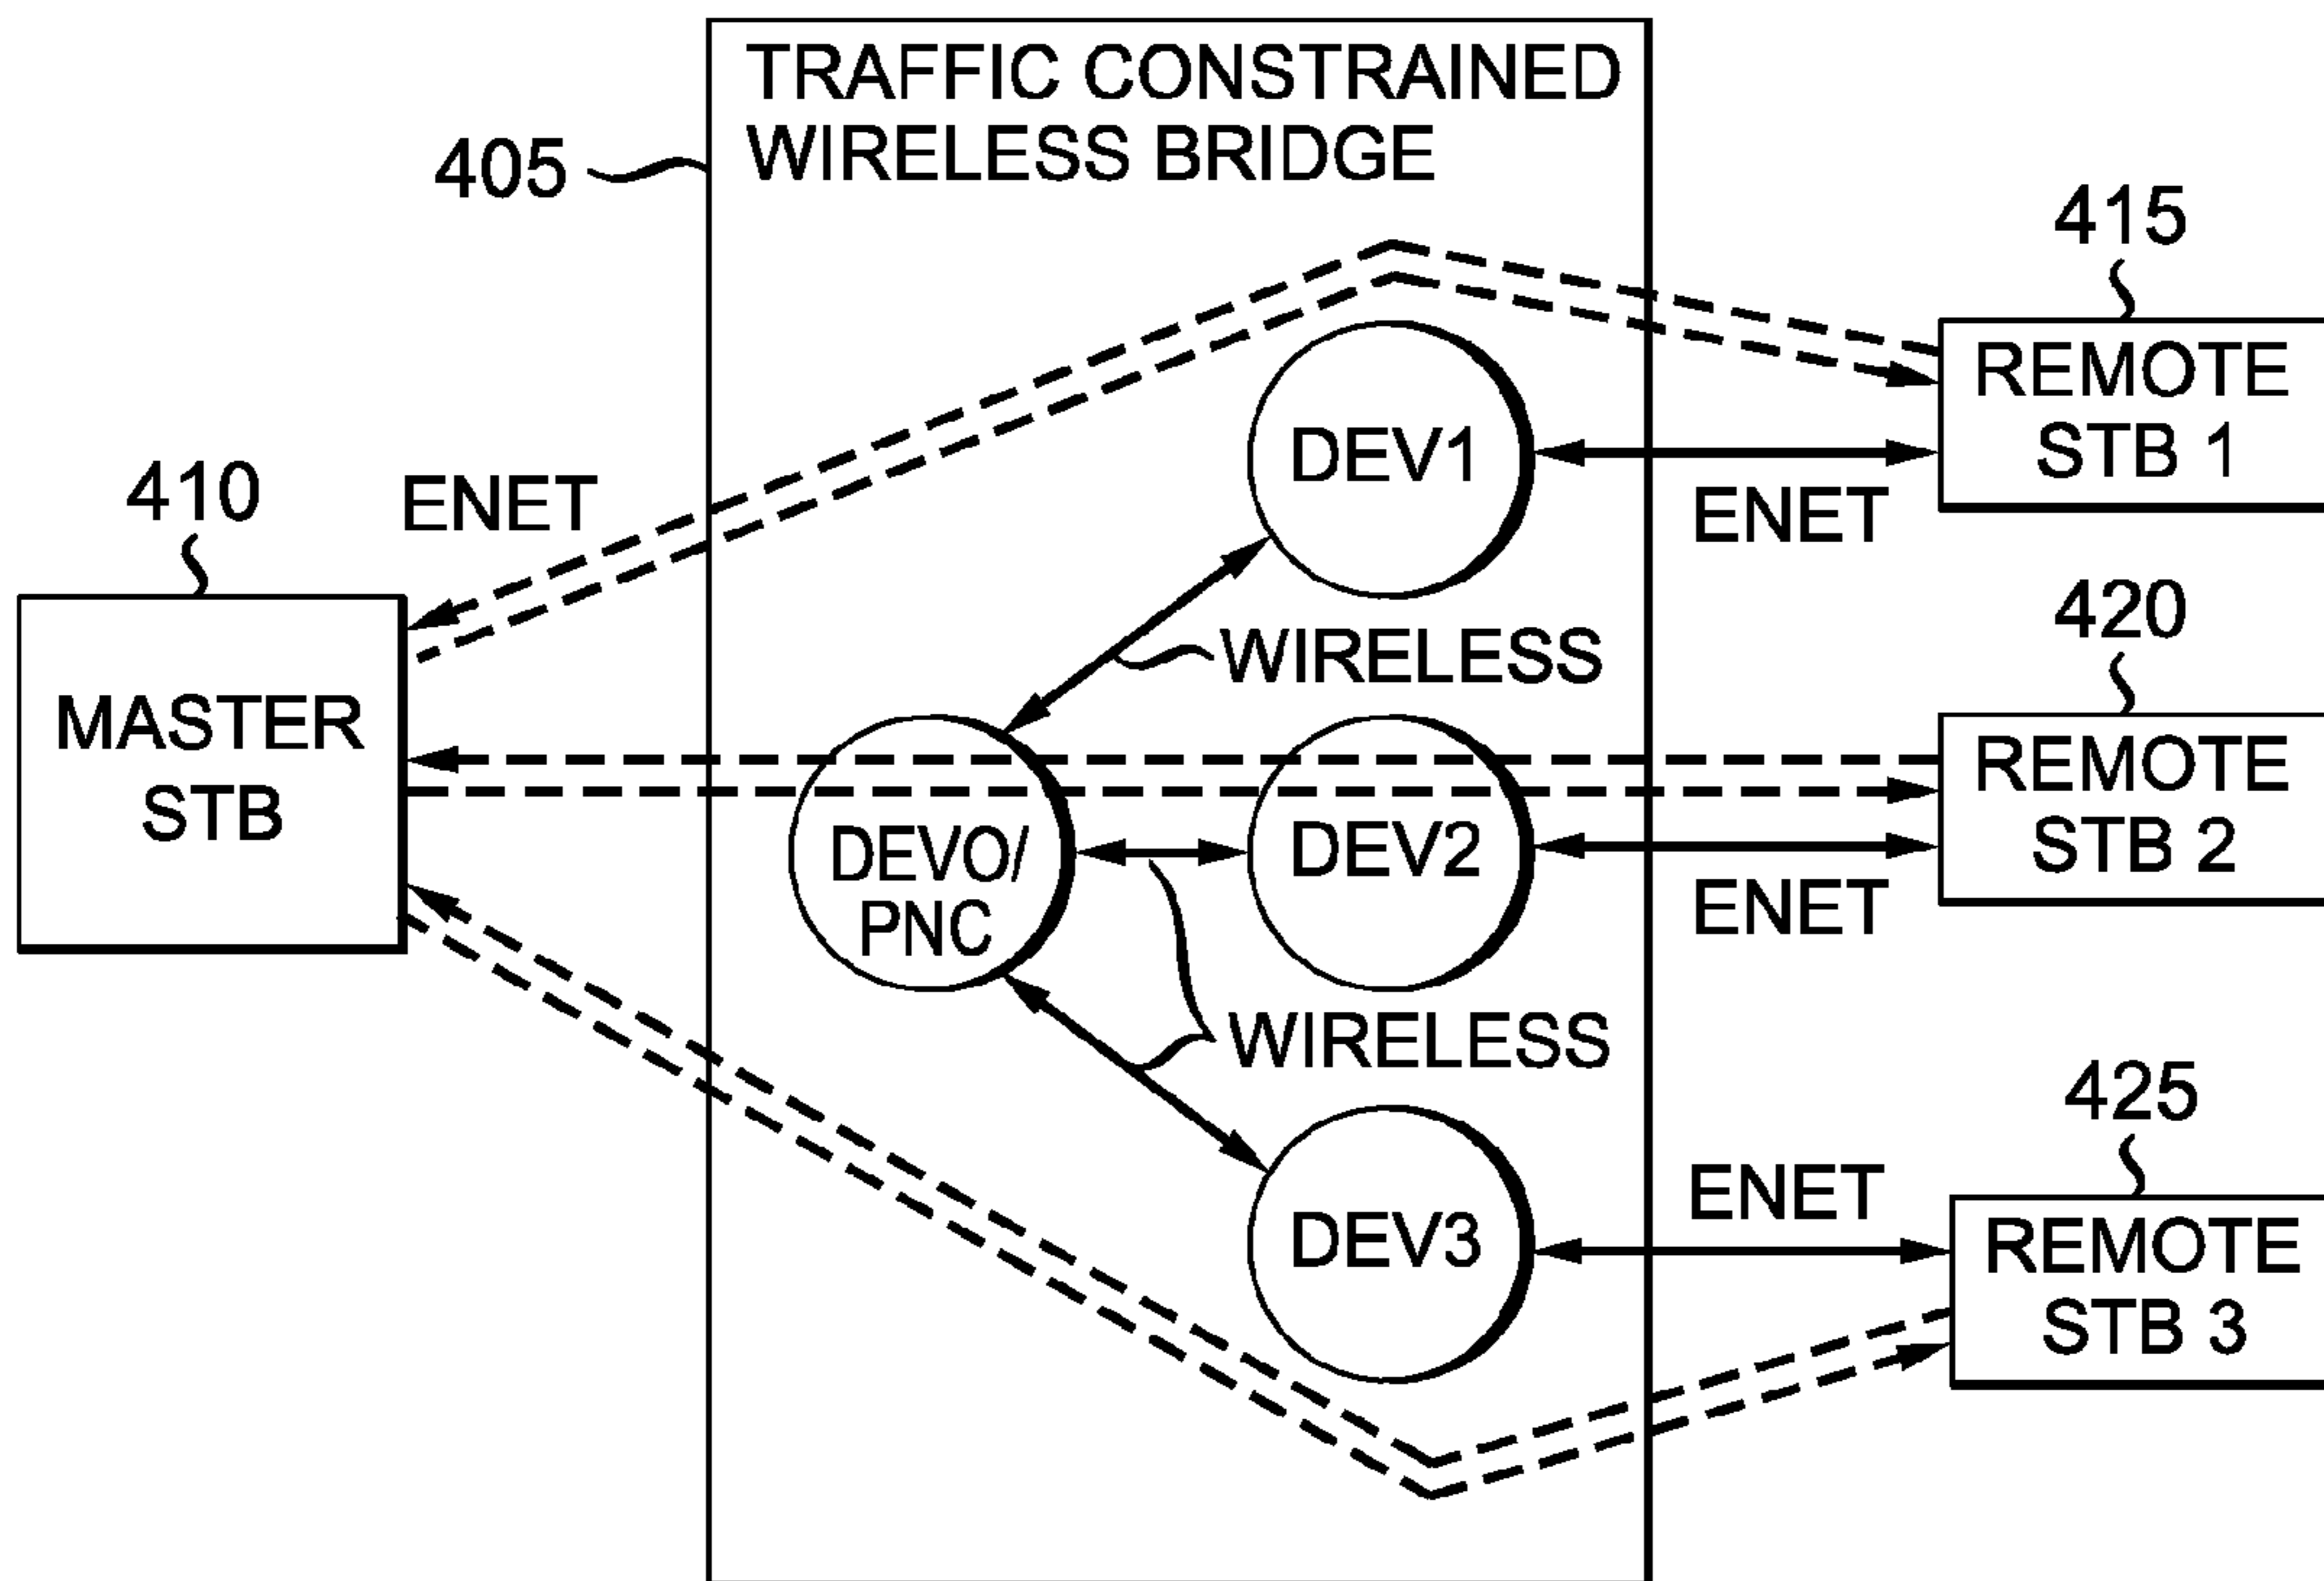 TRAFFIC CONSTRAINED
WIRELESS BRIDGE
405
415
REMOTE
STB 1
DEV1
ENET
ENET
410
420
WIRELESS
MASTER
STB
REMOTE
STB 2
DEVO/
PNC
DEV2
ENET
WIRELESS
425
ENET
DEV3
REMOTE
STB 3